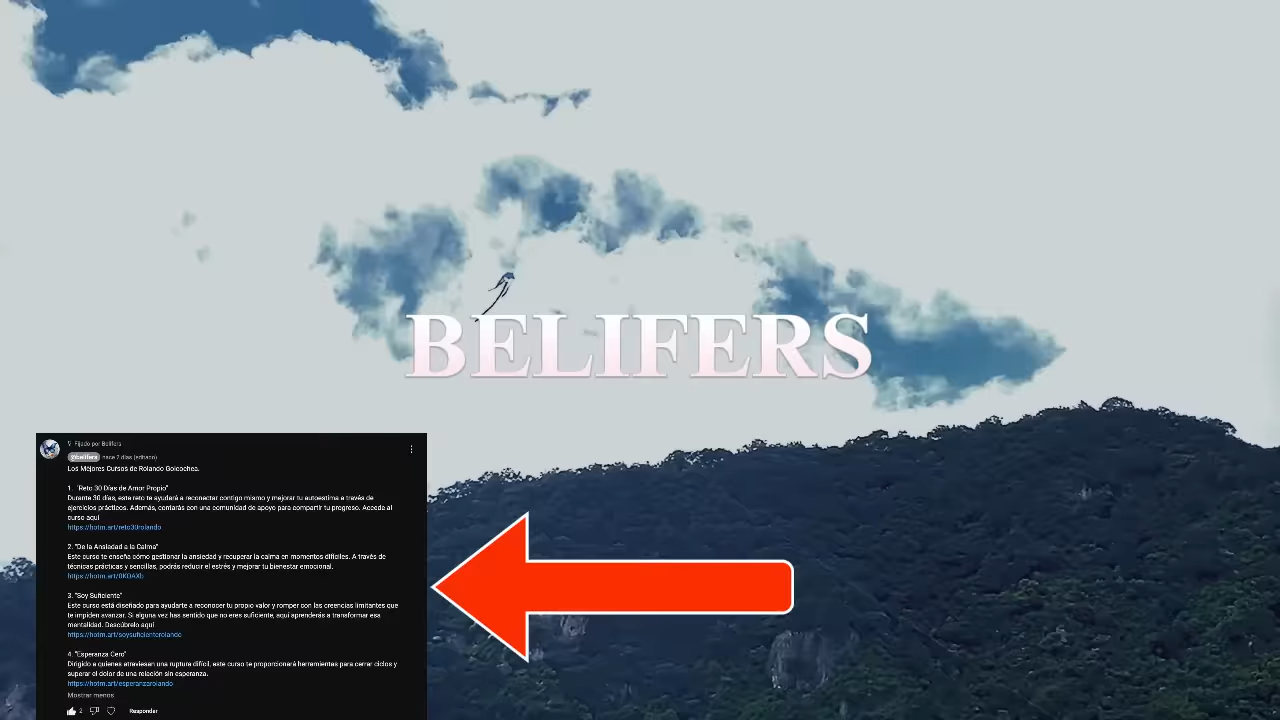 BELIFERS
Fijado por Belifers
@belifers hace 2 días (editado)
Los Mejores Cursos de Rolando Goicochea.
1. "Reto 30 Días de Amor Propio"
Durante 30 días, este reto te ayudará a reconectar contigo mismo y mejorar tu autoestima a través de
ejercicios prácticos. Además, contarás con una comunidad de apoyo para compartir tu progreso. Accede al
curso aquí
https://hotm.art/reto30rolando
2. "De la Ansiedad a la Calma"
Este curso te enseña cómo gestionar la ansiedad y recuperar la calma en momentos difíciles. A través de
técnicas prácticas y sencillas, podrás reducir el estrés y mejorar tu bienestar emocional.
3. "Soy Suficiente"
Este curso está diseñado para ayudarte a reconocer tu propio valor y romper con las creencias limitantes que
te impiden avanzar. Si alguna vez has sentido que no eres suficiente, aquí aprenderás a transformar esa
mentalidad. Descúbrelo aquí
https://hotm.art/soysuficienterolando
4. "Esperanza Cero"
Dirigido a quienes atraviesan una ruptura difícil, este curso te proporcionará herramientas para cerrar ciclos y
superar el dolor de una relación sin esperanza.
https://hotm.art/esperanzarolando
Mostrar menos
2 Responder